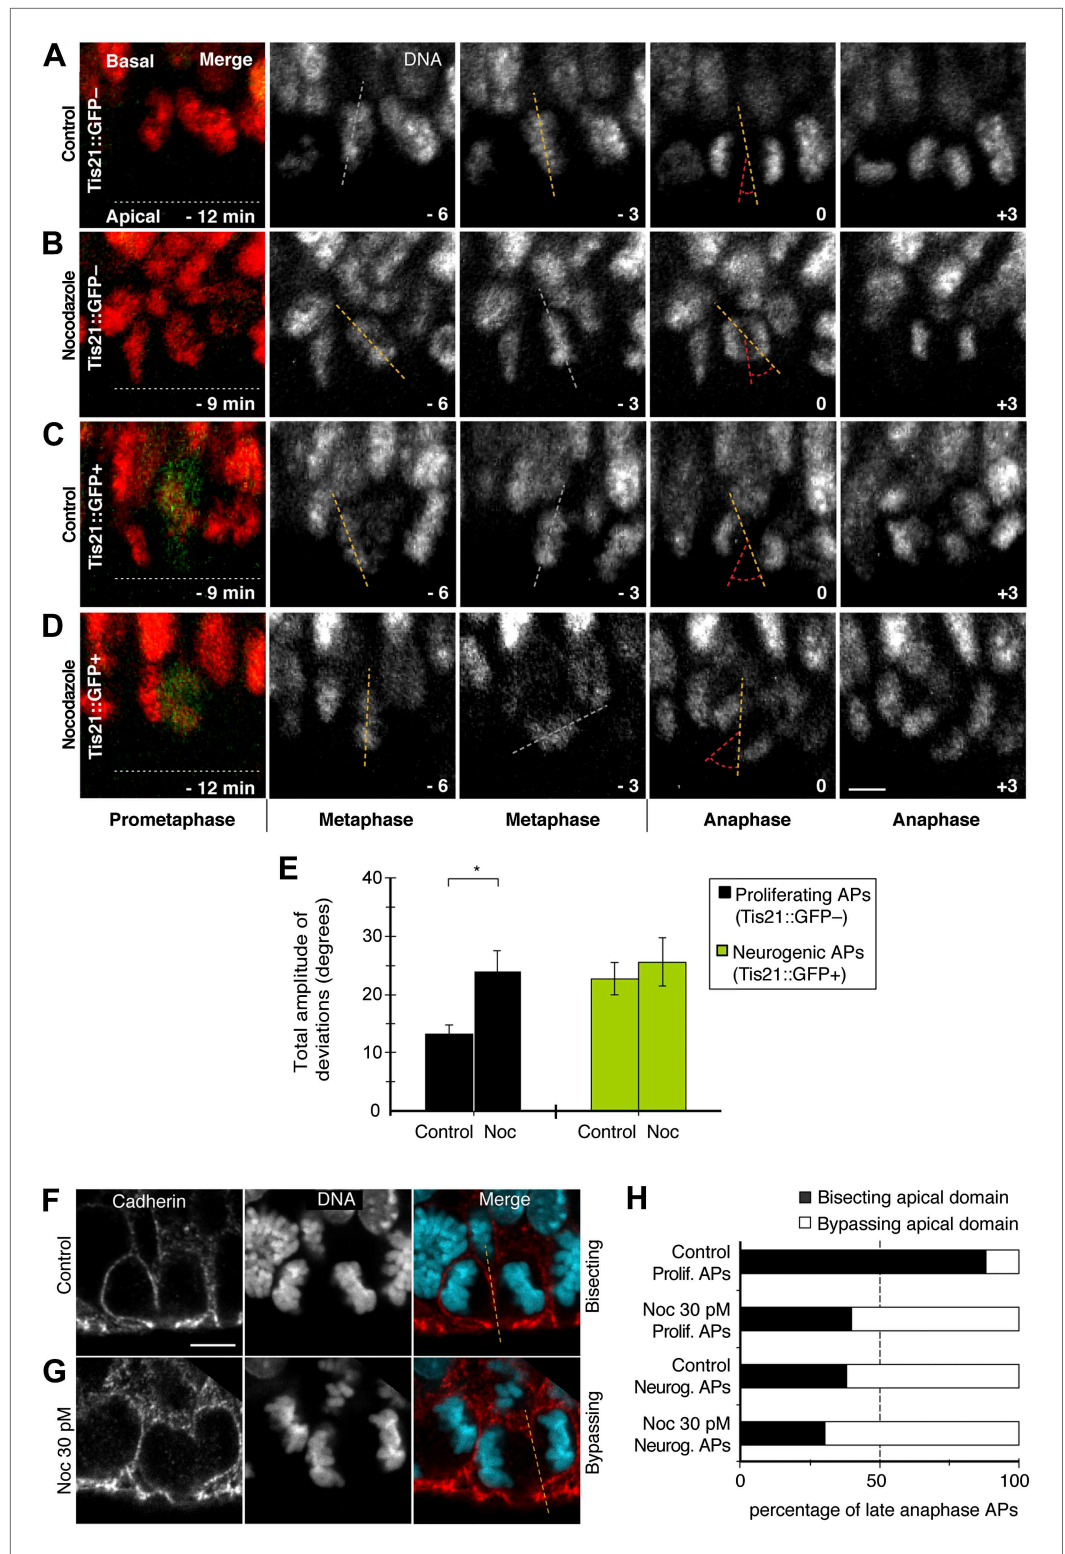 A
Control
Tis21::GFP–
Basal Merge
Apical - 12 min
DNA
- 6
- 3
0
+3
B
Nocodazole
Tis21::GFP–
- 9 min
- 6
- 3
0
+3
C
Control
Tis21::GFP+
- 9 min
- 6
- 3
0
+3
D
Nocodazole
Tis21::GFP+
- 12 min
- 6
- 3
0
+3
Prometaphase Metaphase Metaphase Anaphase Anaphase
E
Total amplitude of
deviations (degrees)
40
30
20
10
0
*
Control Noc Control Noc
Proliferating APs
(Tis21::GFP–)
Neurogenic APs
(Tis21::GFP+)
F
Control
Cadherin DNA Merge
Bisecting
G
Noc 30 pM
Bypassing
H
Bisecting apical domain
Bypassing apical domain
Control
Prolif. APs
Noc 30 pM
Prolif. APs
Control
Neurog. APs
Noc 30 pM
Neurog. APs
0 50 100
percentage of late anaphase APs